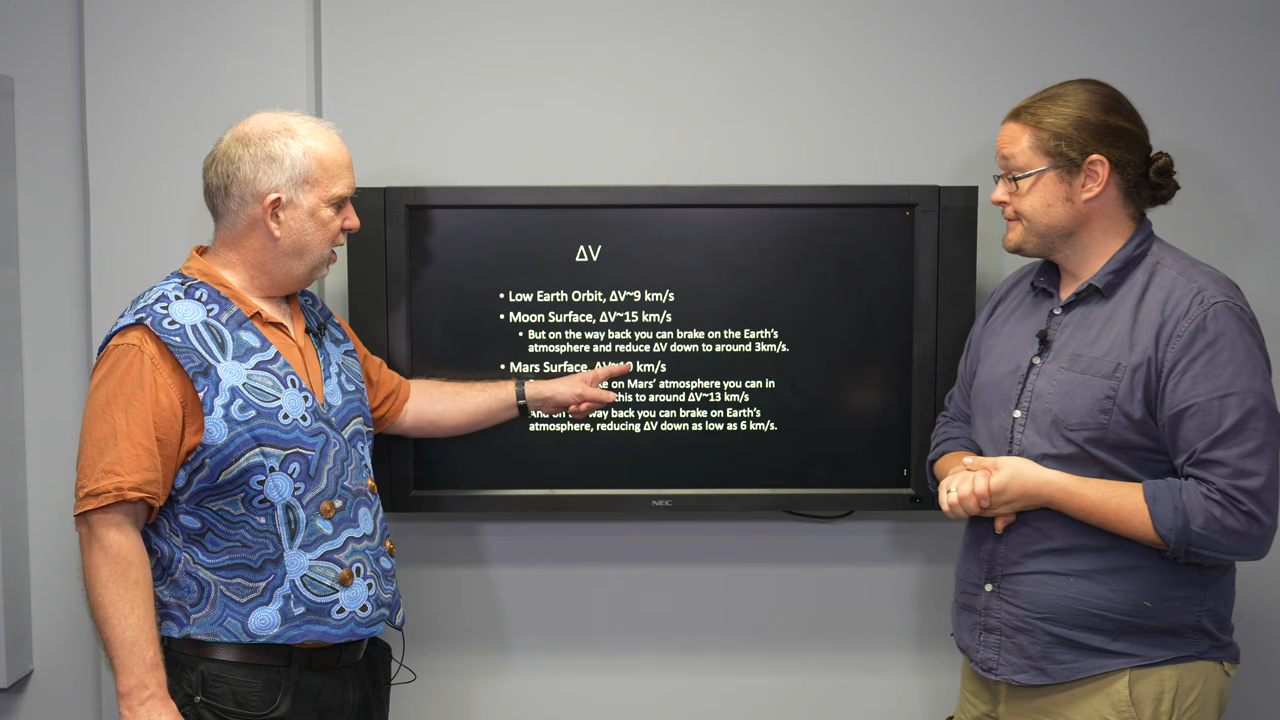 ΔV
• Low Earth Orbit, ΔV~9 km/s
• Moon Surface, ΔV~15 km/s
• But on the way back you can brake on the Earth's
atmosphere and reduce ΔV down to around 3km/s.
• Mars Surface, km/s
on Mars' atmosphere you can in
this to around ΔV~13 km/s
way back you can brake on Earth's
atmosphere, reducing ΔV down as low as 6 km/s.
NEC